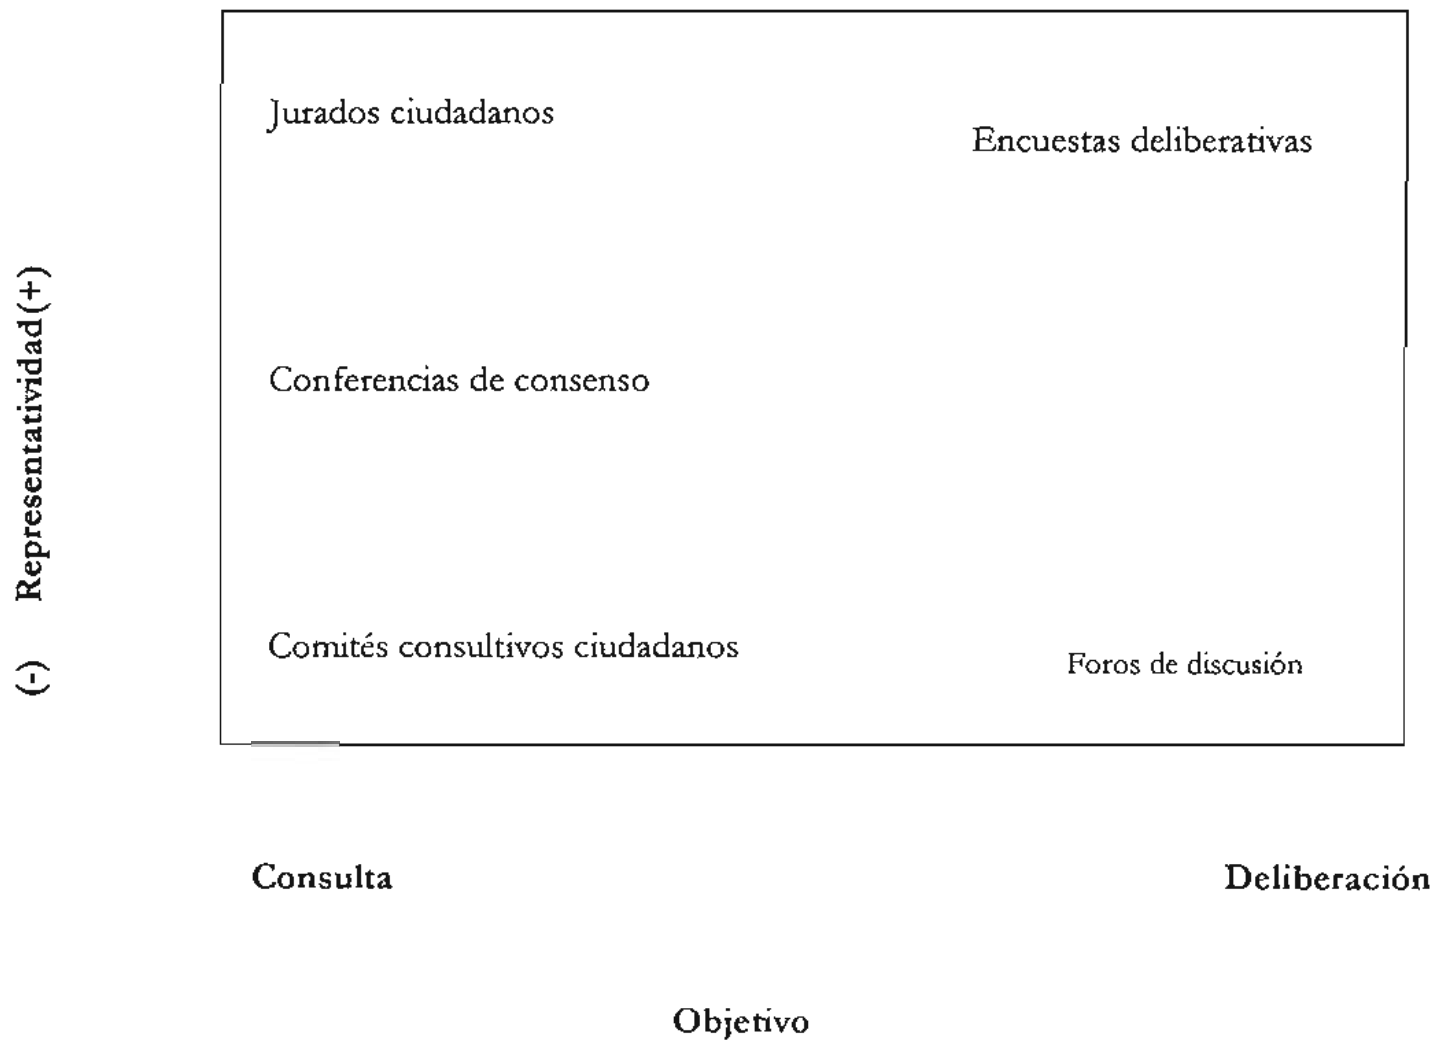 Jurados ciudadanos
Encuestas deliberativas
(-) Representatividad(+)
Conferencias de consenso
Comités consultivos ciudadanos
Foros de discusión
Consulta
Deliberación
Objetivo